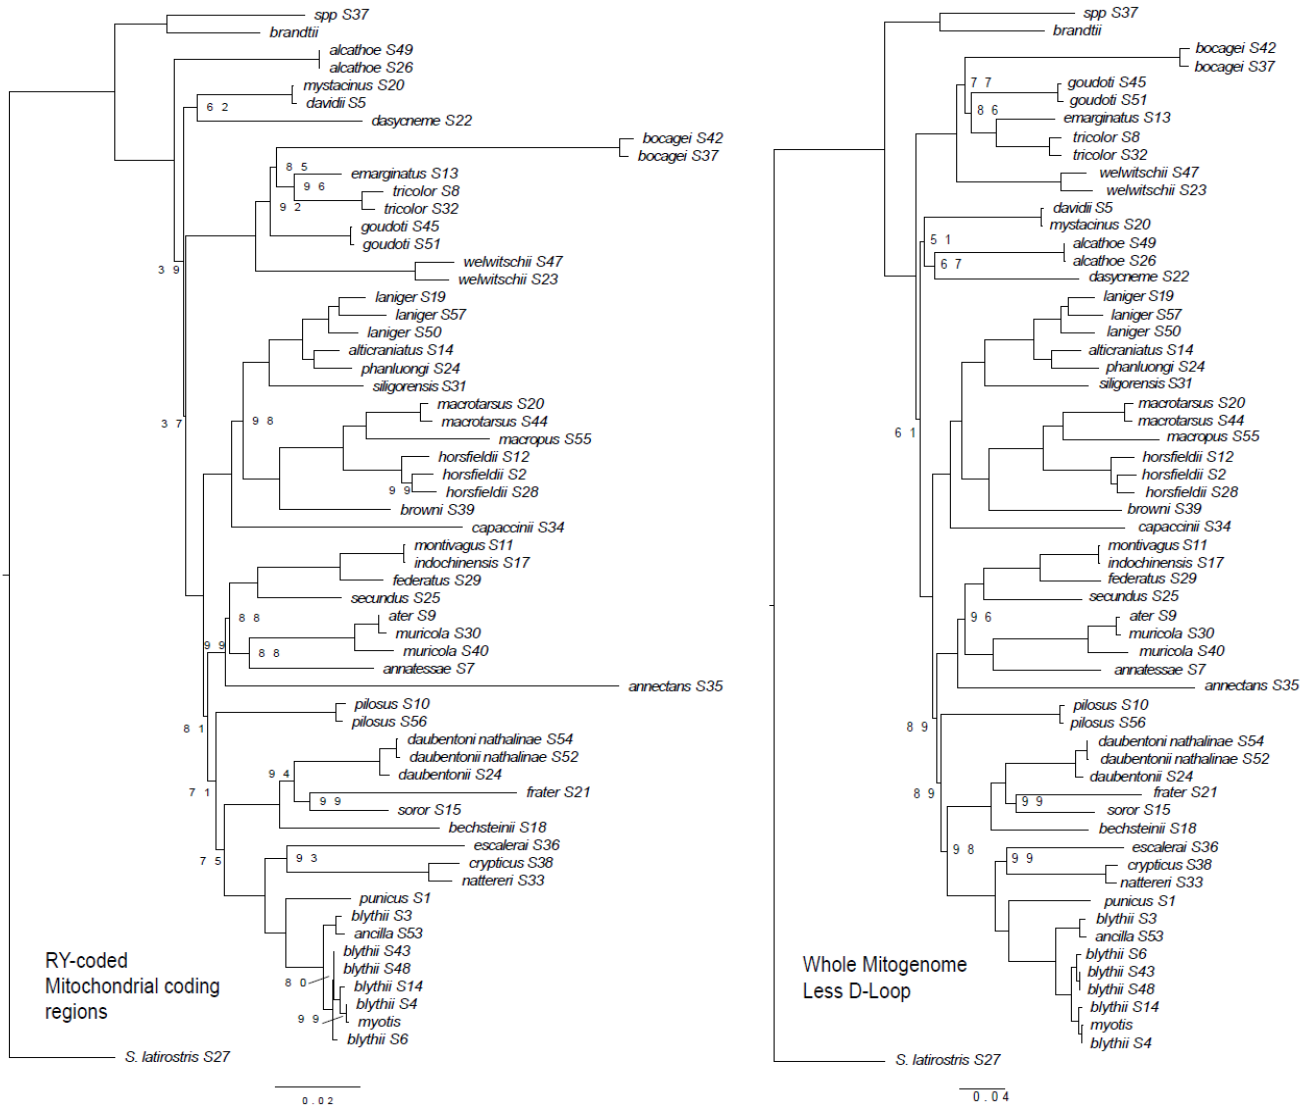 spp S37
brandtii
alcathoe S49
alcathoe S26
mystacinus S20
davidii S5
6 2
dasycneme S22
bocagei S42
bocagei S37
8 5
emarginatus S13
9 6
tricolor S8
9 2
tricolor S32
goudoti S45
goudoti S51
welwitschii S47
3 9
welwitschii S23
laniger S19
laniger S57
laniger S50
alticraniatus S14
phanluongi S24
siligorensis S31
macrotarsus S20
3 7
9 8
macrotarsus S44
macropus S55
horsfieldii S12
horsfieldii S2
9 9
horsfieldii S28
browni S39
capaccinii S34
montivagus S11
indochinensis S17
federatus S29
secundus S25
8 8
ater S9
muricola S30
9 9
8 8
muricola S40
annatessae S7
annectans S35
pilosus S10
8 1
pilosus S56
daubentoni nathalinae S54
daubentonii nathalinae S52
9 4
daubentonii S24
7 1
frater S21
9 9
soror S15
bechsteinii S18
escalerai S36
7 5
9 3
crypticus S38
nattereri S33
punicus S1
blythii S3
ancilla S53
blythii S43
blythii S48
8 0
blythii S14
blythii S4
9 9
myotis
blythii S6
RY-coded
Mitochondrial coding
regions
S. latirostris S27
0.02
spp S37
brandtii
bocagei S42
bocagei S37
7 7
goudoti S45
goudoti S51
8 6
emarginatus S13
tricolor S8
tricolor S32
welwitschii S47
welwitschii S23
davidii S5
mystacinus S20
5 1
alcathoe S49
6 7
alcathoe S26
dasycneme S22
laniger S19
laniger S57
laniger S50
alticraniatus S14
phanluongi S24
siligorensis S31
macrotarsus S20
macrotarsus S44
6 1
macropus S55
horsfieldii S12
horsfieldii S2
horsfieldii S28
browni S39
capaccinii S34
montivagus S11
indochinensis S17
federatus S29
secundus S25
9 6
ater S9
muricola S30
muricola S40
annatessae S7
annectans S35
pilosus S10
8 9
pilosus S56
daubentoni nathalinae S54
daubentonii nathalinae S52
daubentonii S24
8 9
frater S21
9 9
soror S15
bechsteinii S18
9 8
escalerai S36
9 9
crypticus S38
nattereri S33
punicus S1
blythii S3
ancilla S53
blythii S6
blythii S43
blythii S48
blythii S14
myotis
blythii S4
Whole Mitogenome
Less D-Loop
S. latirostris S27
0.04